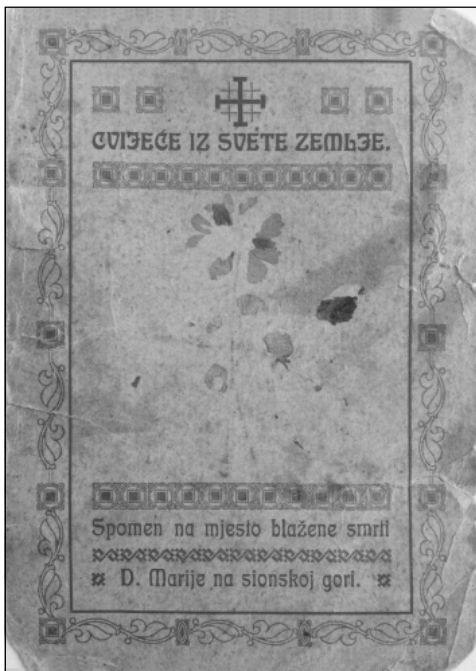 CVIJEĆE IZ SVETE ZEMLJE.
Spomen na mjesto blažene smrti
D. Marije na sionskoj gori.